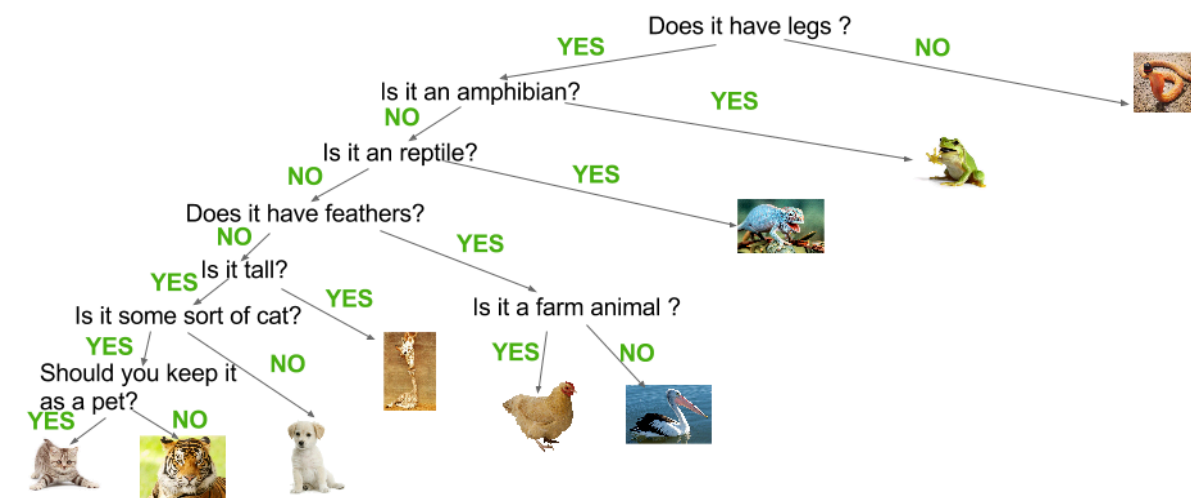 Does it have legs ?
YES
NO
Is it an amphibian?
YES
NO
Is it an reptile?
YES
NO
Does it have feathers?
NO
YES
Is it tall?
YES
YES
Is it a farm animal ?
Is it some sort of cat?
YES
NO
YES
NO
Should you keep it
as a pet?
YES
NO